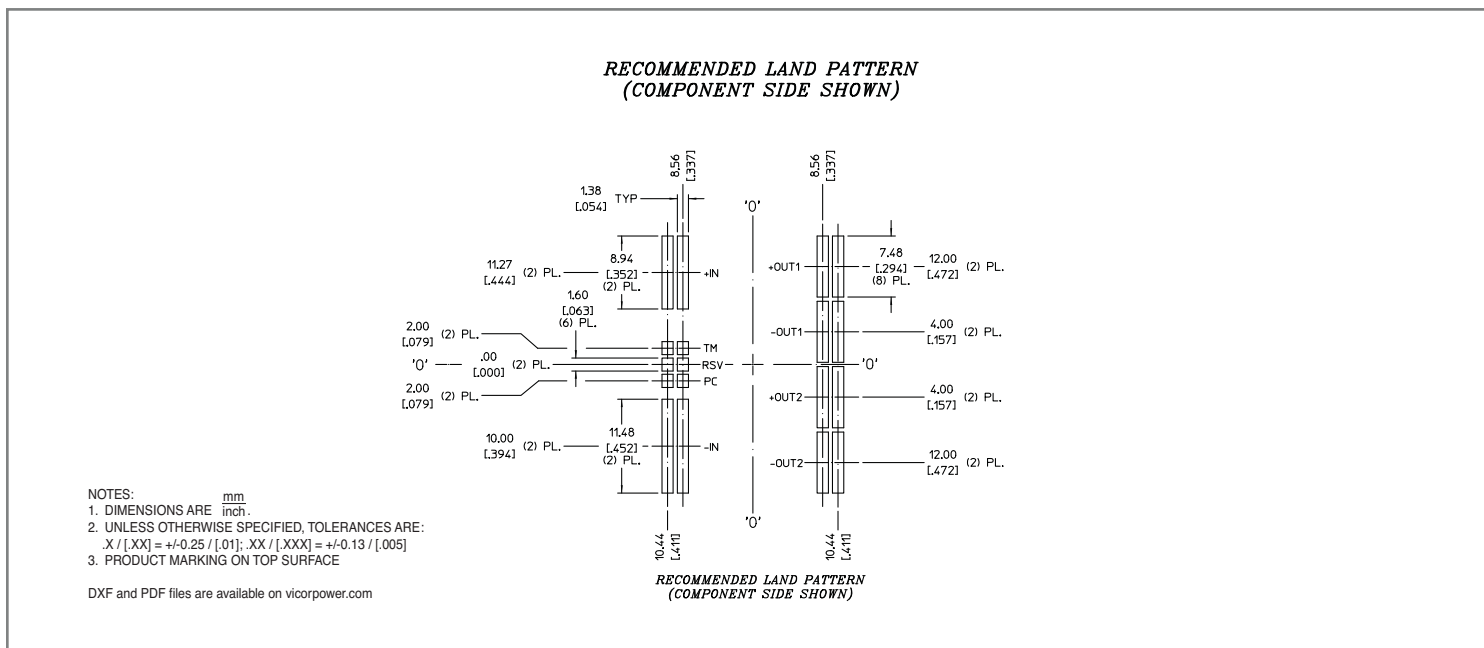 RECOMMENDED LAND PATTERN
(COMPONENT SIDE SHOWN)
8.56
[.337]
8.56
[.337]
1.38
[.054]
TYP
'0'
11.27
[.444]
(2) PL.
8.94
[.352]
(2) PL.
+IN
+OUT1
7.48
[.294]
(8) PL.
12.00
[.472]
(2) PL.
1.60
[.063]
(6) PL.
2.00
[.079]
(2) PL.
TM
-OUT1
4.00
[.157]
(2) PL.
'0'
.00
[.000]
(2) PL.
RSV
'0'
2.00
[.079]
(2) PL.
PC
+OUT2
4.00
[.157]
(2) PL.
10.00
[.394]
(2) PL.
11.48
[.452]
(2) PL.
-IN
-OUT2
12.00
[.472]
(2) PL.
'0'
10.44
[.411]
10.44
[.411]
RECOMMENDED LAND PATTERN
(COMPONENT SIDE SHOWN)
NOTES:
mm
1. DIMENSIONS ARE inch.
2. UNLESS OTHERWISE SPECIFIED, TOLERANCES ARE:
.X / [.XX] = +/-0.25 / [.01]; .XX / [.XXX] = +/-0.13 / [.005]
3. PRODUCT MARKING ON TOP SURFACE
DXF and PDF files are available on vicorpower.com